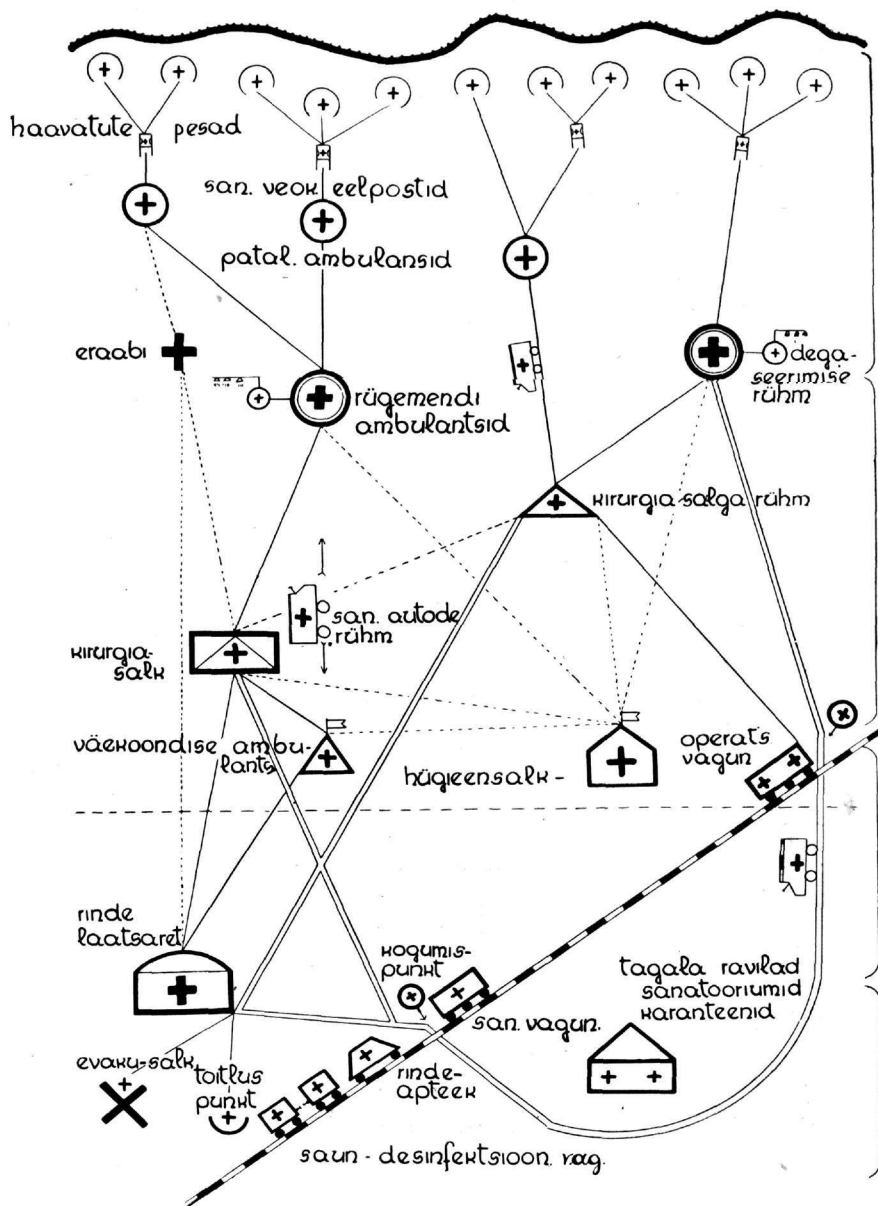 haavatute pesad
san. veok. eelpostid
patal. ambulansid
eraabi
rügemendi
ambulantsid
dega-
seerimise
rühm
kirurgia-salga rühm
san. autode
rühm
kirurgia-
salk
väekoondise ambu-
lants
hügieensalk -
operats
vagun
rinde
laatsaret
kogumis-
punkt
tagala ravilad
sanatooriumid
karanteenid
san. vagun.
evaku-salk
toitlus
punkt
rinde-
apteek
saun - desinfektsioon. vag.